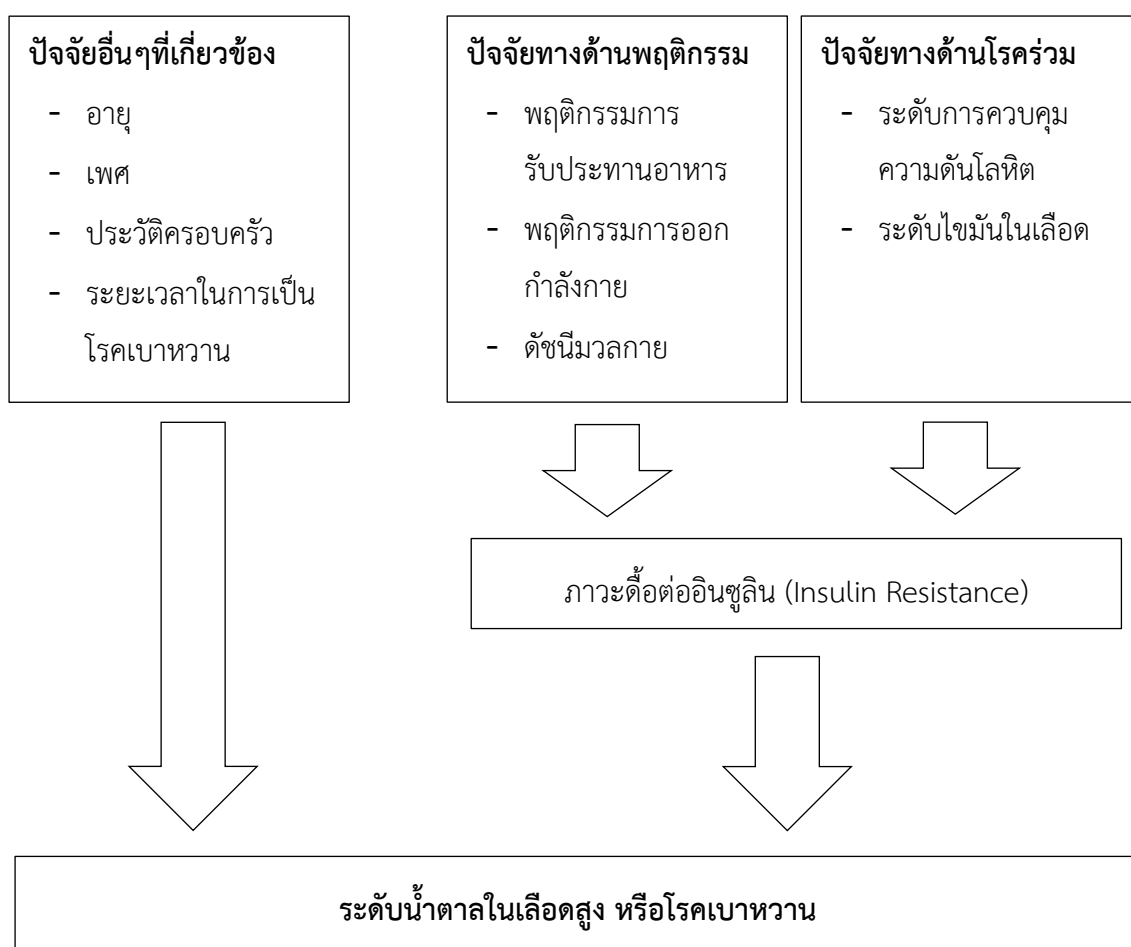 ปัจจัยอื่นๆที่เกี่ยวข้อง
- อายุ
- เพศ
- ประวัติครอบครัว
- ระยะเวลาในการเป็น
โรคเบาหวาน
ปัจจัยทางด้านพฤติกรรม
- พฤติกรรมการ
รับประทานอาหาร
- พฤติกรรมการออก
กำลังกาย
- ดัชนีมวลกาย
ปัจจัยทางด้านโรคร่วม
- ระดับการควบคุม
ความดันโลหิต
- ระดับไขมันในเลือด
ภาวะดื้อต่ออินซูลิน (Insulin Resistance)
ระดับน้ำตาลในเลือดสูง หรือโรคเบาหวาน